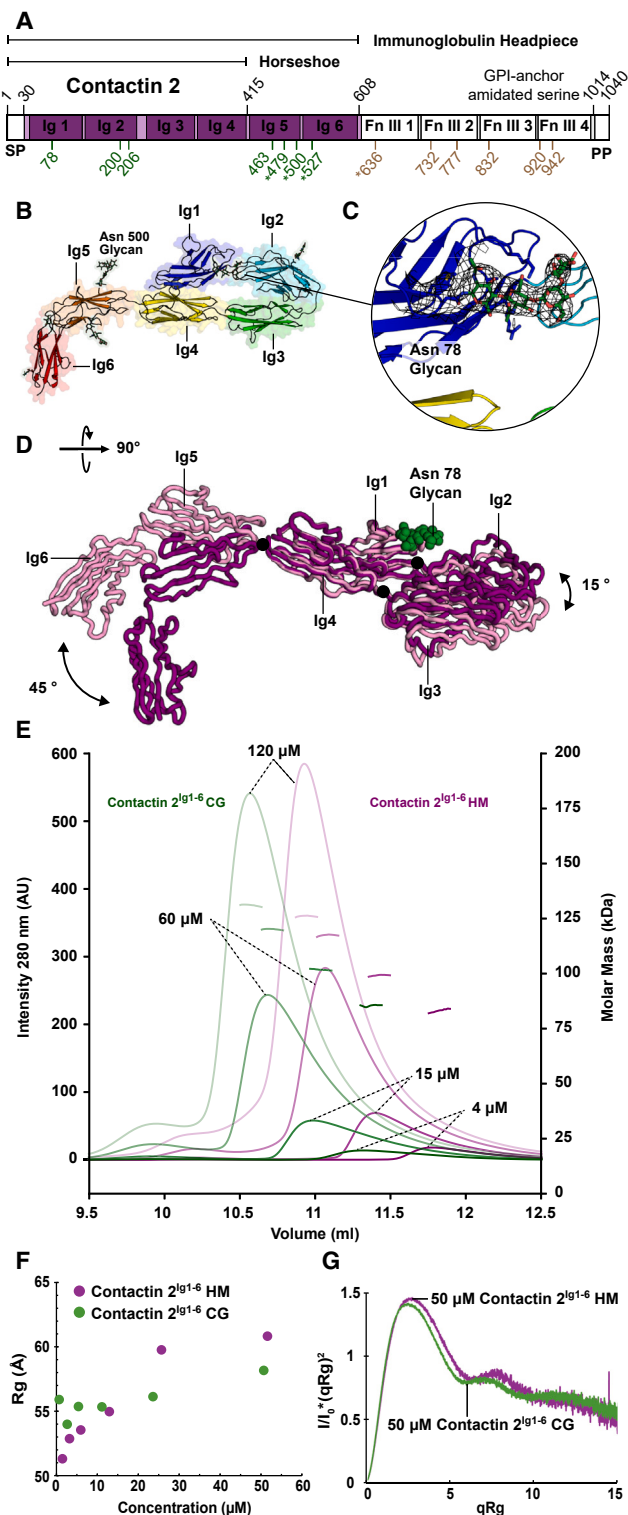 A
Immunoglobulin Headpiece
Horseshoe
Contactin 2
GPI-anchor
amidated serine
1
30
415
608
1014
1040
Ig 1
Ig 2
Ig 3
Ig 4
Ig 5
Ig 6
Fn III 1
Fn III 2
Fn III 3
Fn III 4
SP
PP
78
200
206
463
*479
*500
*527
*636
732
777
832
920
942
B
Ig1
Ig2
Asn 500
Glycan
Ig5
Ig4
Ig3
Ig6
C
Asn 78
Glycan
D
90°
Ig5
Ig1
Asn 78
Glycan
Ig2
Ig6
Ig4
15 °
Ig3
45 °
E
600
500
400
300
200
100
0
Intensity 280 nm (AU)
120 µM
Contactin 2Ig1-6 CG
Contactin 2Ig1-6 HM
60 µM
15 µM
4 µM
200
175
150
125
100
75
50
25
0
Molar Mass (kDa)
9.5
10
10.5
11
11.5
12
12.5
Volume (ml)
F
65
60
55
50
Rg (Å)
Contactin 2Ig1-6 HM
Contactin 2Ig1-6 CG
0
10
20
30
40
50
60
Concentration (µM)
G
1.5
1.0
0.5
0
I/I0*(qRg)2
50 µM Contactin 2Ig1-6 HM
50 µM Contactin 2Ig1-6 CG
0
5
10
15
qRg